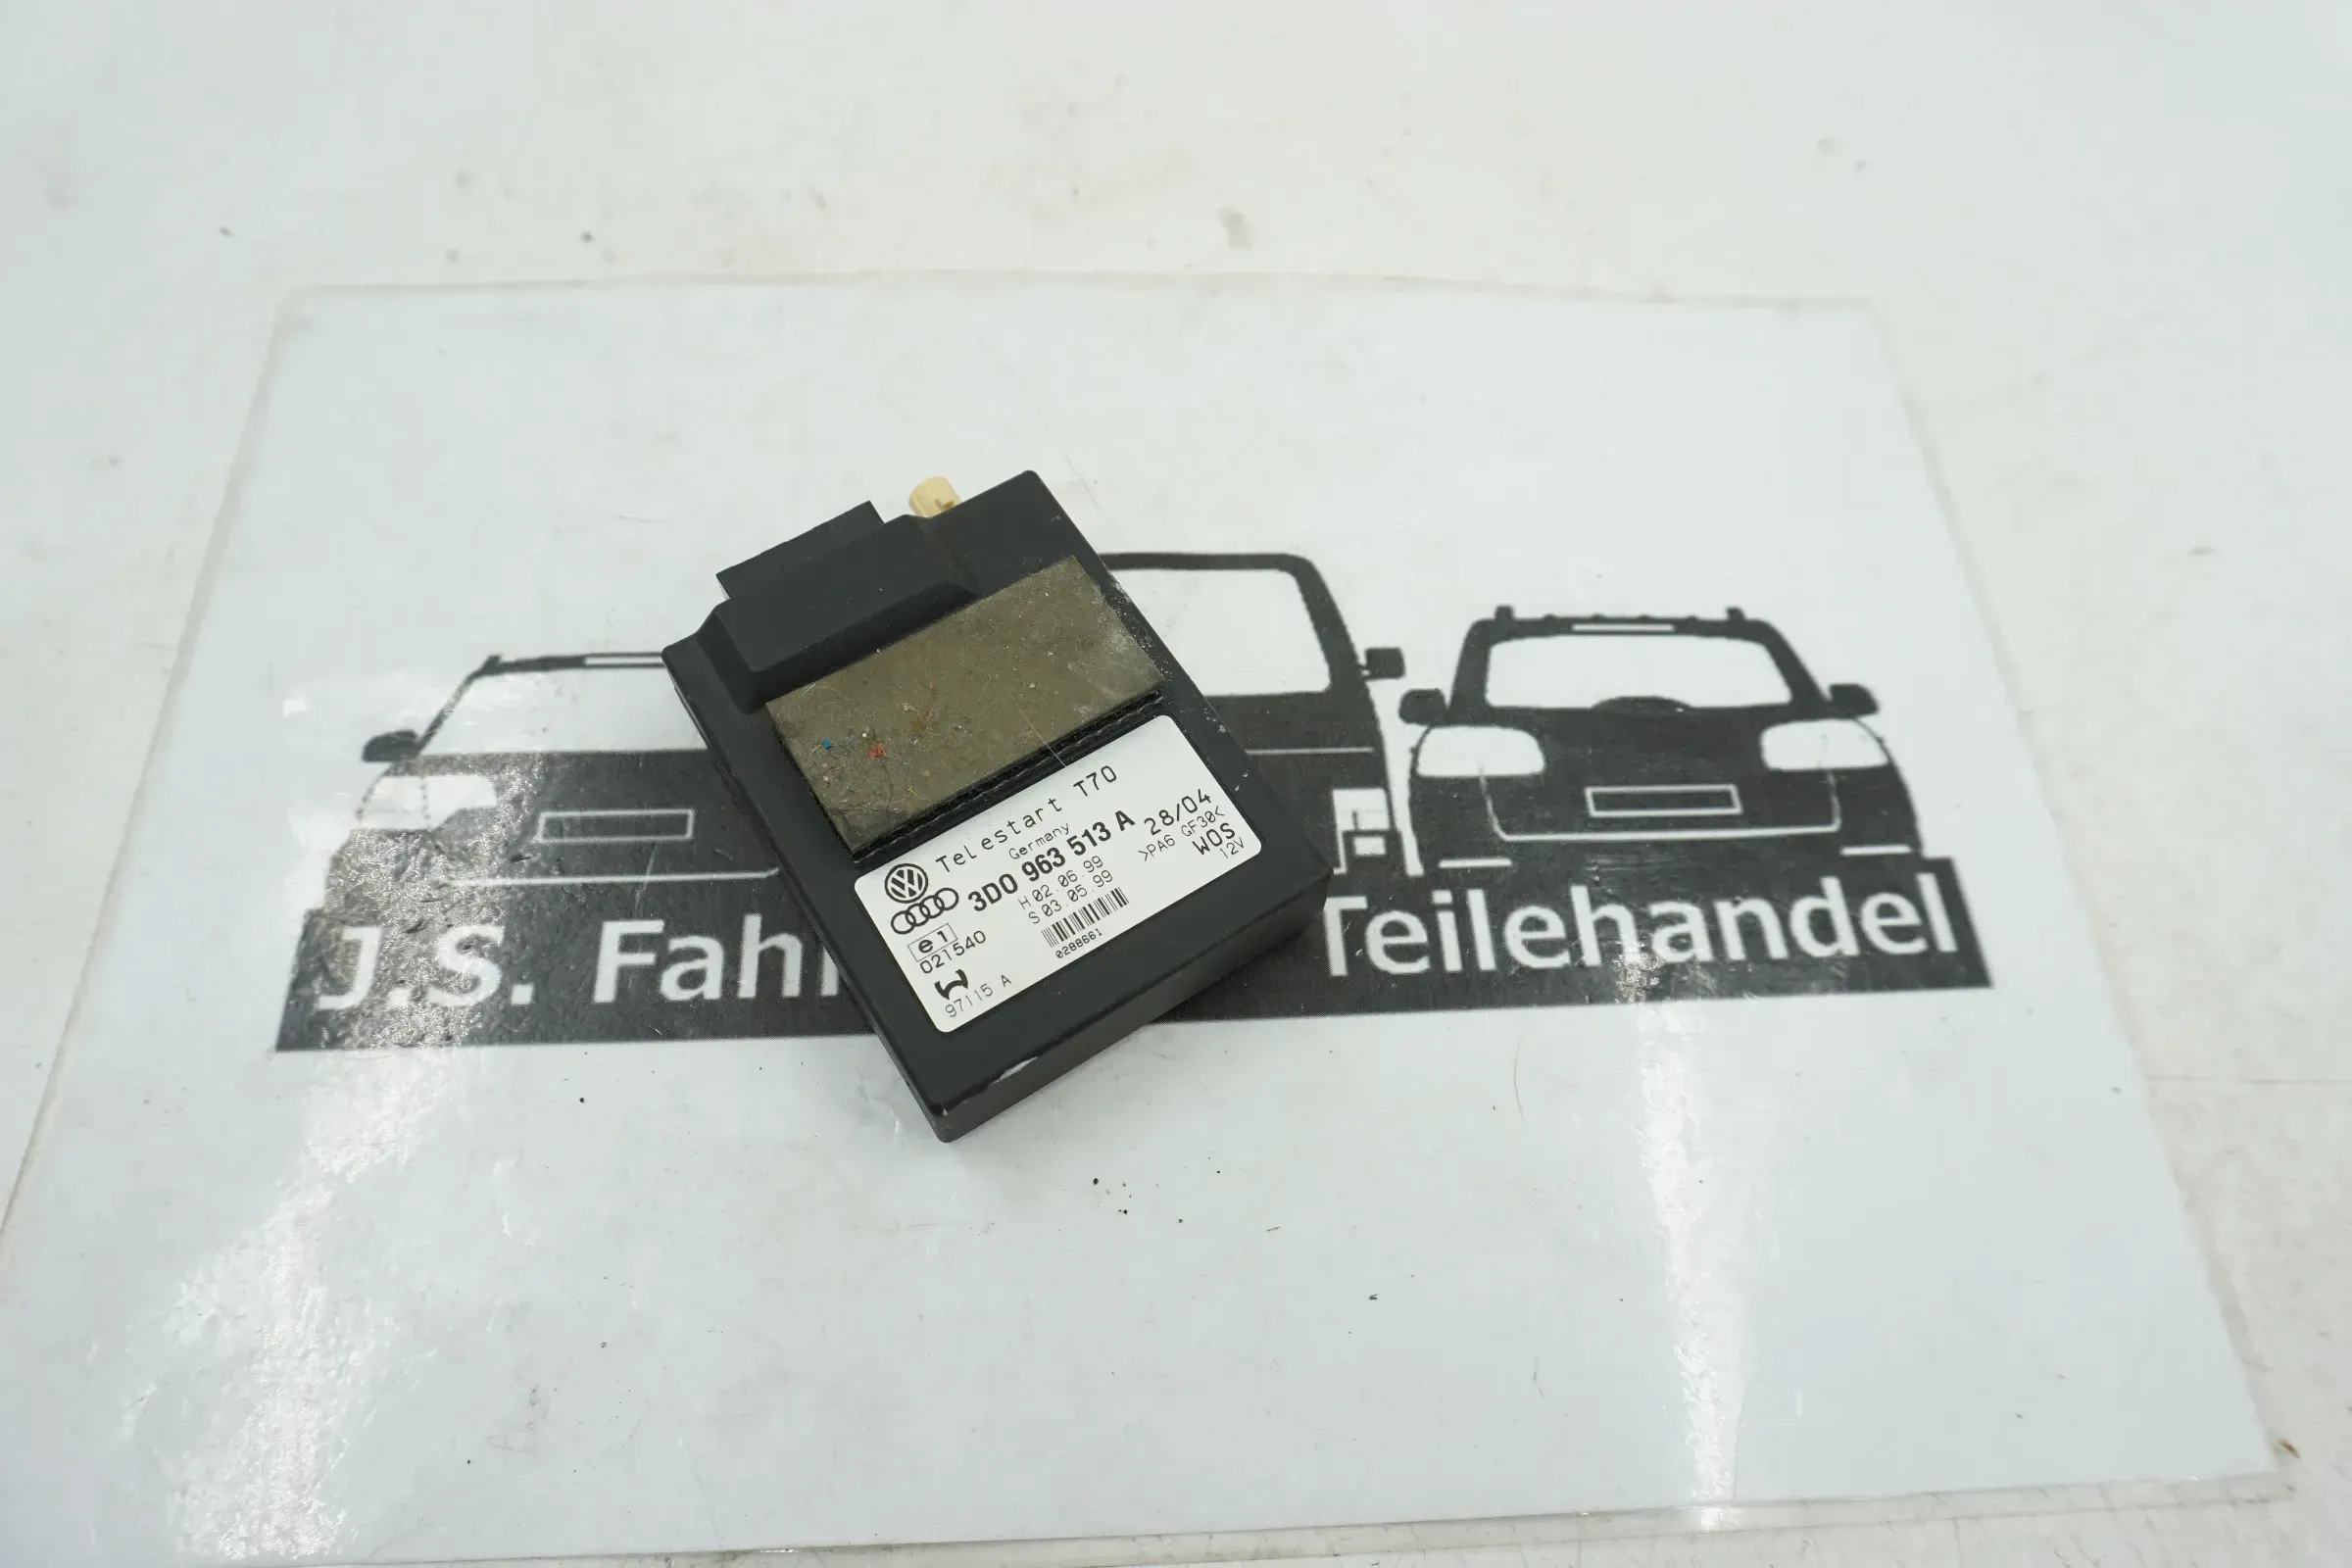 Telestart T70
Germany
3D0 963 513 A 28/04
H 02 06.99 >PA6 GF30<
S 03 05.99 WOS
12V
e1
021540
0288661
97115 A
J.S. Fah Teilehandel